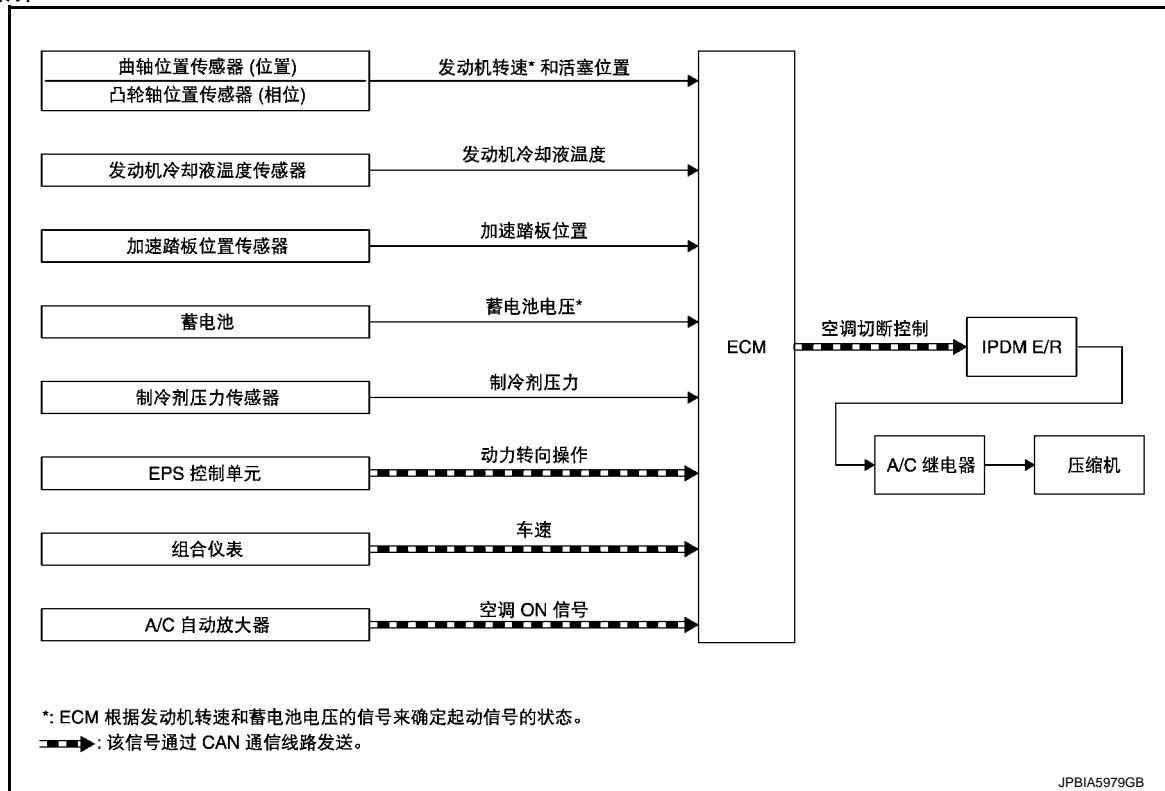 曲轴位置传感器 (位置)
凸轮轴位置传感器 (相位)
发动机转速* 和活塞位置
发动机冷却液温度传感器
发动机冷却液温度
加速踏板位置传感器
加速踏板位置
蓄电池
蓄电池电压*
制冷剂压力传感器
制冷剂压力
EPS 控制单元
动力转向操作
组合仪表
车速
A/C 自动放大器
空调 ON 信号
ECM
空调切断控制
IPDM E/R
A/C 继电器
压缩机
*: ECM 根据发动机转速和蓄电池电压的信号来确定起动信号的状态。
: 该信号通过 CAN 通信线路发送。
JPBIA5979GB